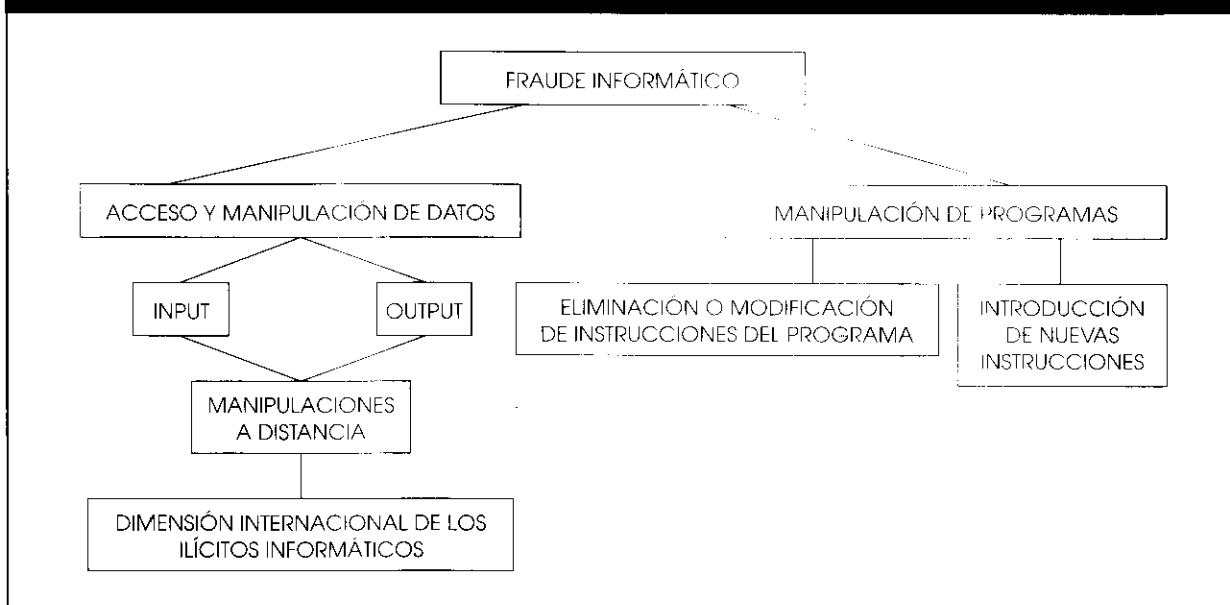 FRAUDE INFORMÁTICO
ACCESO Y MANIPULACIÓN DE DATOS
MANIPULACIÓN DE PROGRAMAS
INPUT
OUTPUT
ELIMINACIÓN O MODIFICACIÓN
DE INSTRUCCIONES DEL PROGRAMA
INTRODUCCIÓN
DE NUEVAS
INSTRUCCIONES
MANIPULACIONES
A DISTANCIA
DIMENSIÓN INTERNACIONAL DE LOS
ILÍCITOS INFORMÁTICOS